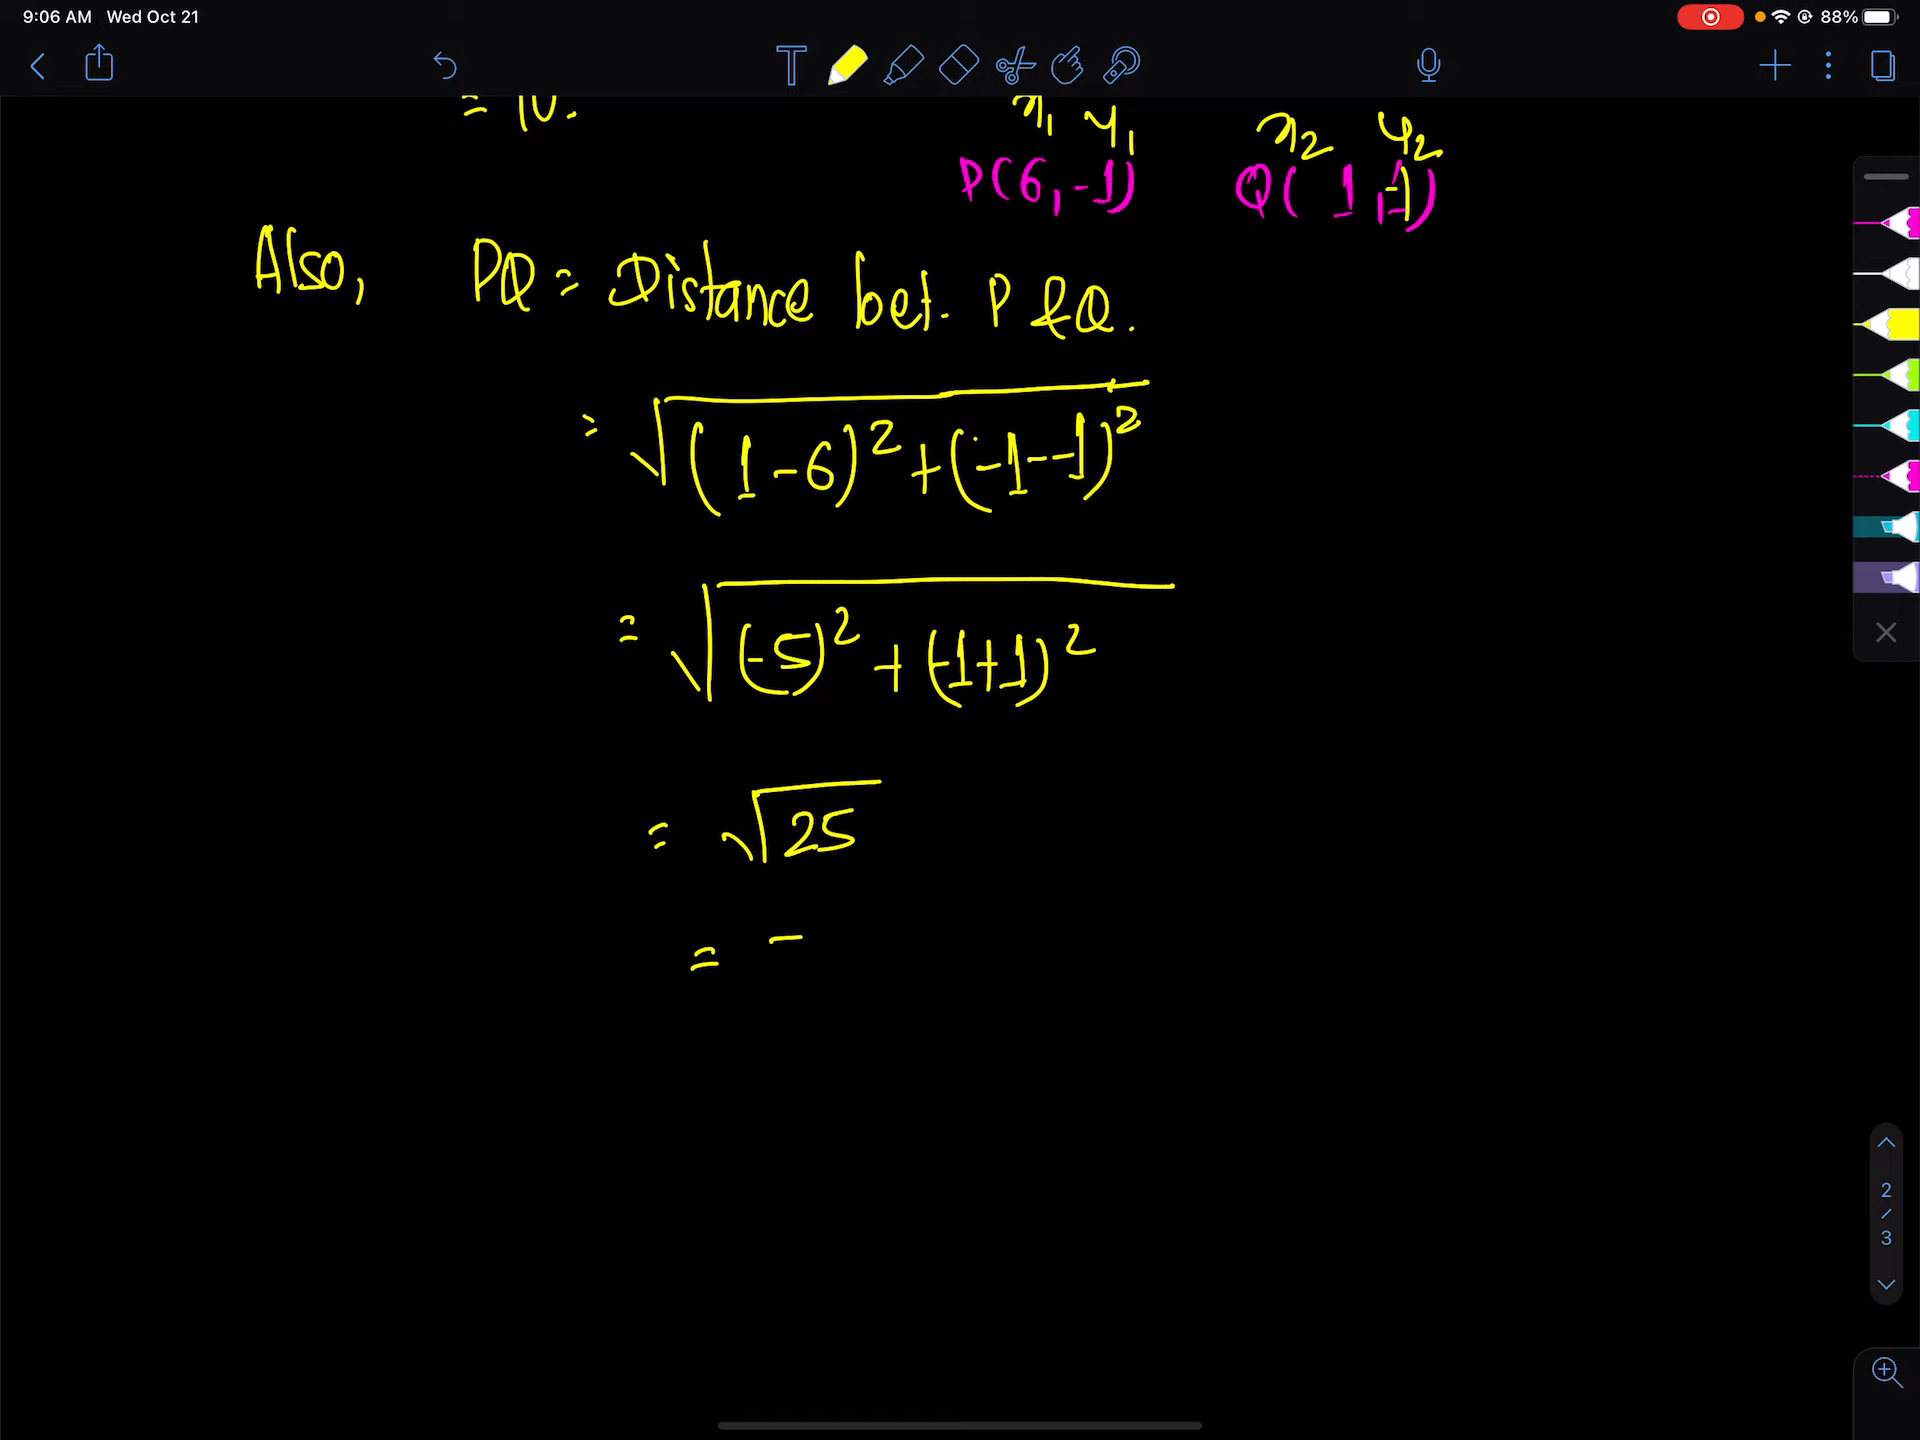 9:06 AM Wed Oct 21
88%
T
= 10.
x₁ y₁
x₂ y₂
P(6, -1)
Q( 1, -1)
Also, PQ = Distance bet. P & Q.
= √((1-6)² + (-1--1)²)
= √((-5)² + (-1+1)²)
= √25
=
2
/
3